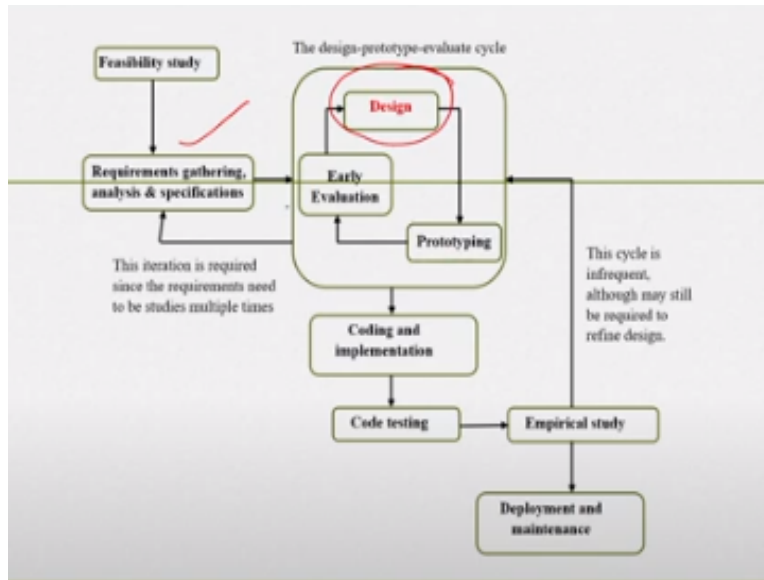 The design-prototype-evaluate cycle
Feasibility study
Design
Requirements gathering,
analysis & specifications
Early
Evaluation
Prototyping
This iteration is required
since the requirements need
to be studies multiple times
This cycle is
infrequent,
although may still
be required to
refine design.
Coding and
implementation
Code testing
Empirical study
Deployment and
maintenance